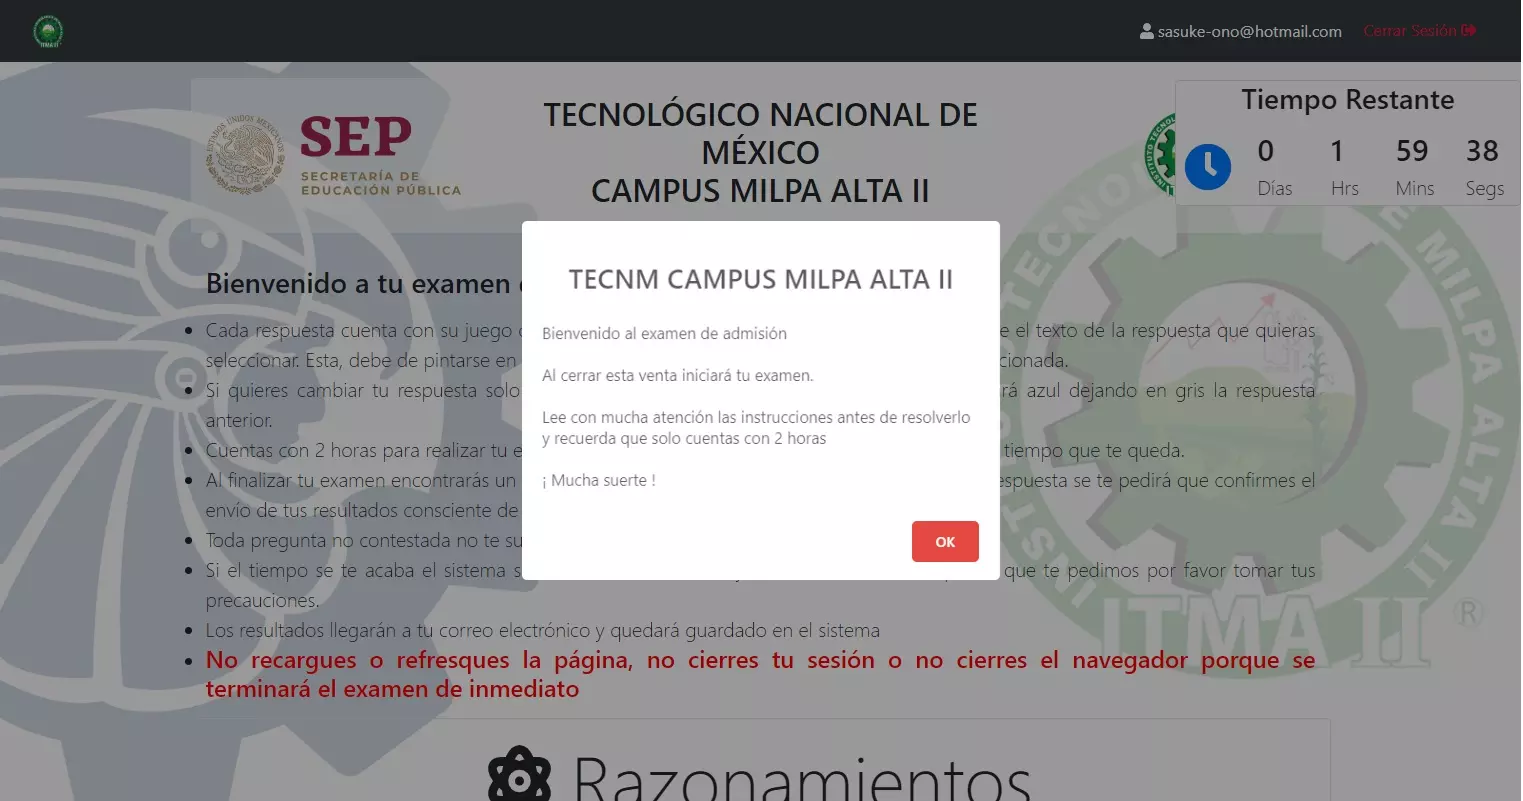 sasuke-ono@hotmail.com Cerrar Sesión
SEP
SECRETARÍA DE
EDUCACIÓN PÚBLICA
TECNOLÓGICO NACIONAL DE
MÉXICO
CAMPUS MILPA ALTA II
Tiempo Restante
0 1 59 38
Días Hrs Mins Segs
TECNM CAMPUS MILPA ALTA II
Bienvenido al examen de admisión
Al cerrar esta venta iniciará tu examen.
Lee con mucha atención las instrucciones antes de resolverlo
y recuerda que solo cuentas con 2 horas
¡ Mucha suerte !
OK
Bienvenido a tu examen
Cada respuesta cuenta con su juego e el texto de la respuesta que quieras
seleccionar. Esta, debe de pintarse en cionada.
Si quieres cambiar tu respuesta solo rá azul dejando en gris la respuesta
anterior.
Cuentas con 2 horas para realizar tu e tiempo que te queda.
Al finalizar tu examen encontrarás un espuesta se te pedirá que confirmes el
envío de tus resultados consciente de
Toda pregunta no contestada no te su
Si el tiempo se te acaba el sistema s que te pedimos por favor tomar tus
precauciones.
Los resultados llegarán a tu correo electrónico y quedará guardado en el sistema
No recargues o refresques la página, no cierres tu sesión o no cierres el navegador porque se
terminará el examen de inmediato
ITMA II ®
Razonamientos